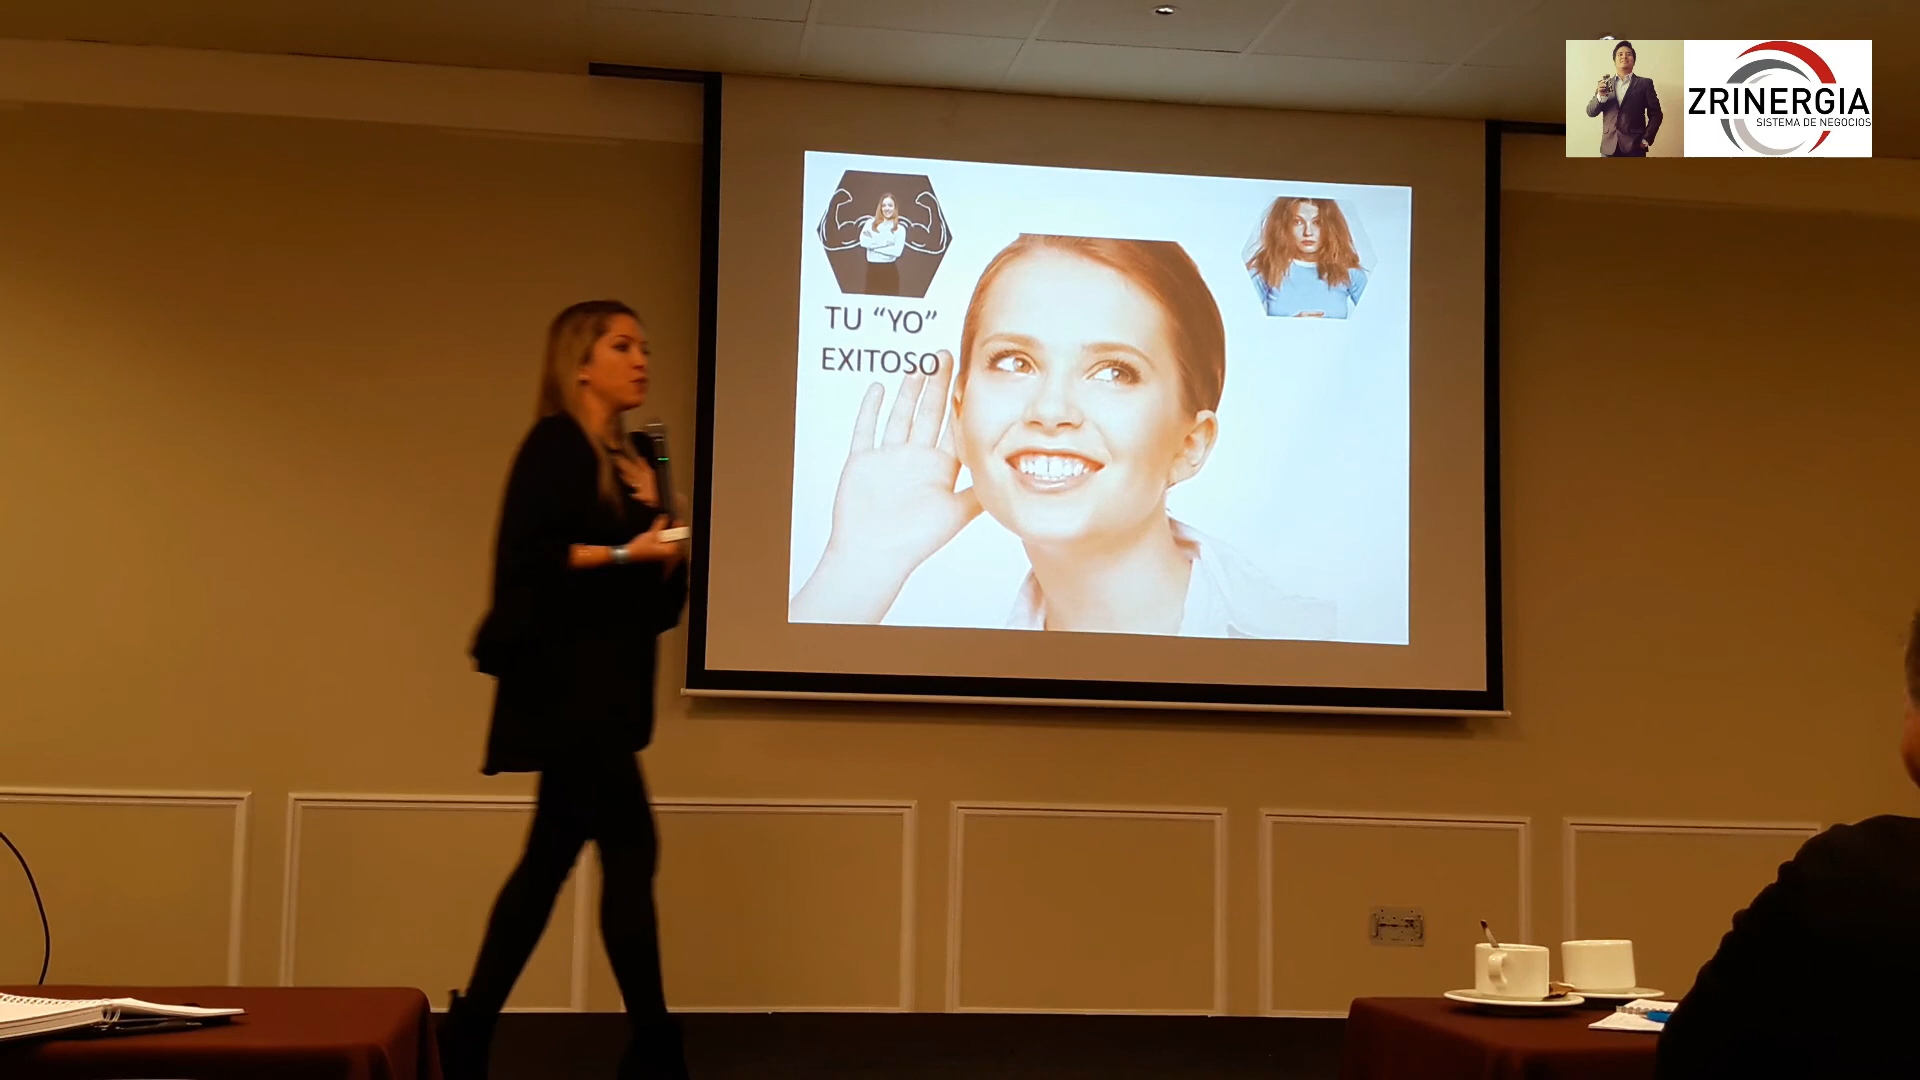 TU “YO”
EXITOSO
ZRINERGIA
SISTEMA DE NEGOCIOS